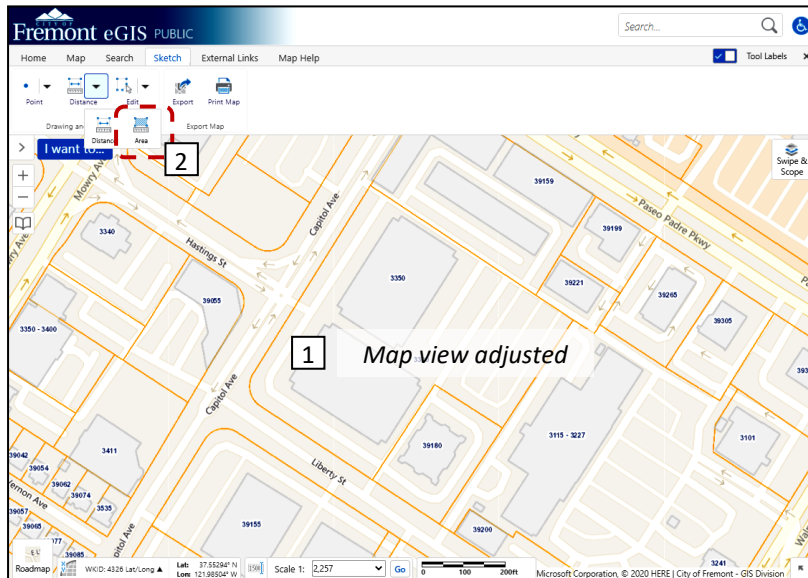 CITY OF
Fremont eGIS PUBLIC
Search...
Home Map Search Sketch External Links Map Help
Tool Labels
Point Distance Edit Export Print Map
Export Map
Area
I want
2
Swipe &
Scope
Mowry Ave
Capitol Ave
39159
Paseo Padre Pkwy
3340
39199
Hastings St
3350
39221
39055
39265
39305
3350 - 3400
1 Map view adjusted
Capitol Ave
3411
39180
3115 - 3227
3101
39042
39054
39062
39074
3535
Liberty St
39057
39065
39155
39200
39085
3241
Roadmap
WKID: 4326 Lat/Long
Lat: 37.55294° N
Lon: 121.98504° W
Scale 1: 2,257 Go
0 100 200ft
Microsoft Corporation, © 2020 HERE | City of Fremont - GIS Division